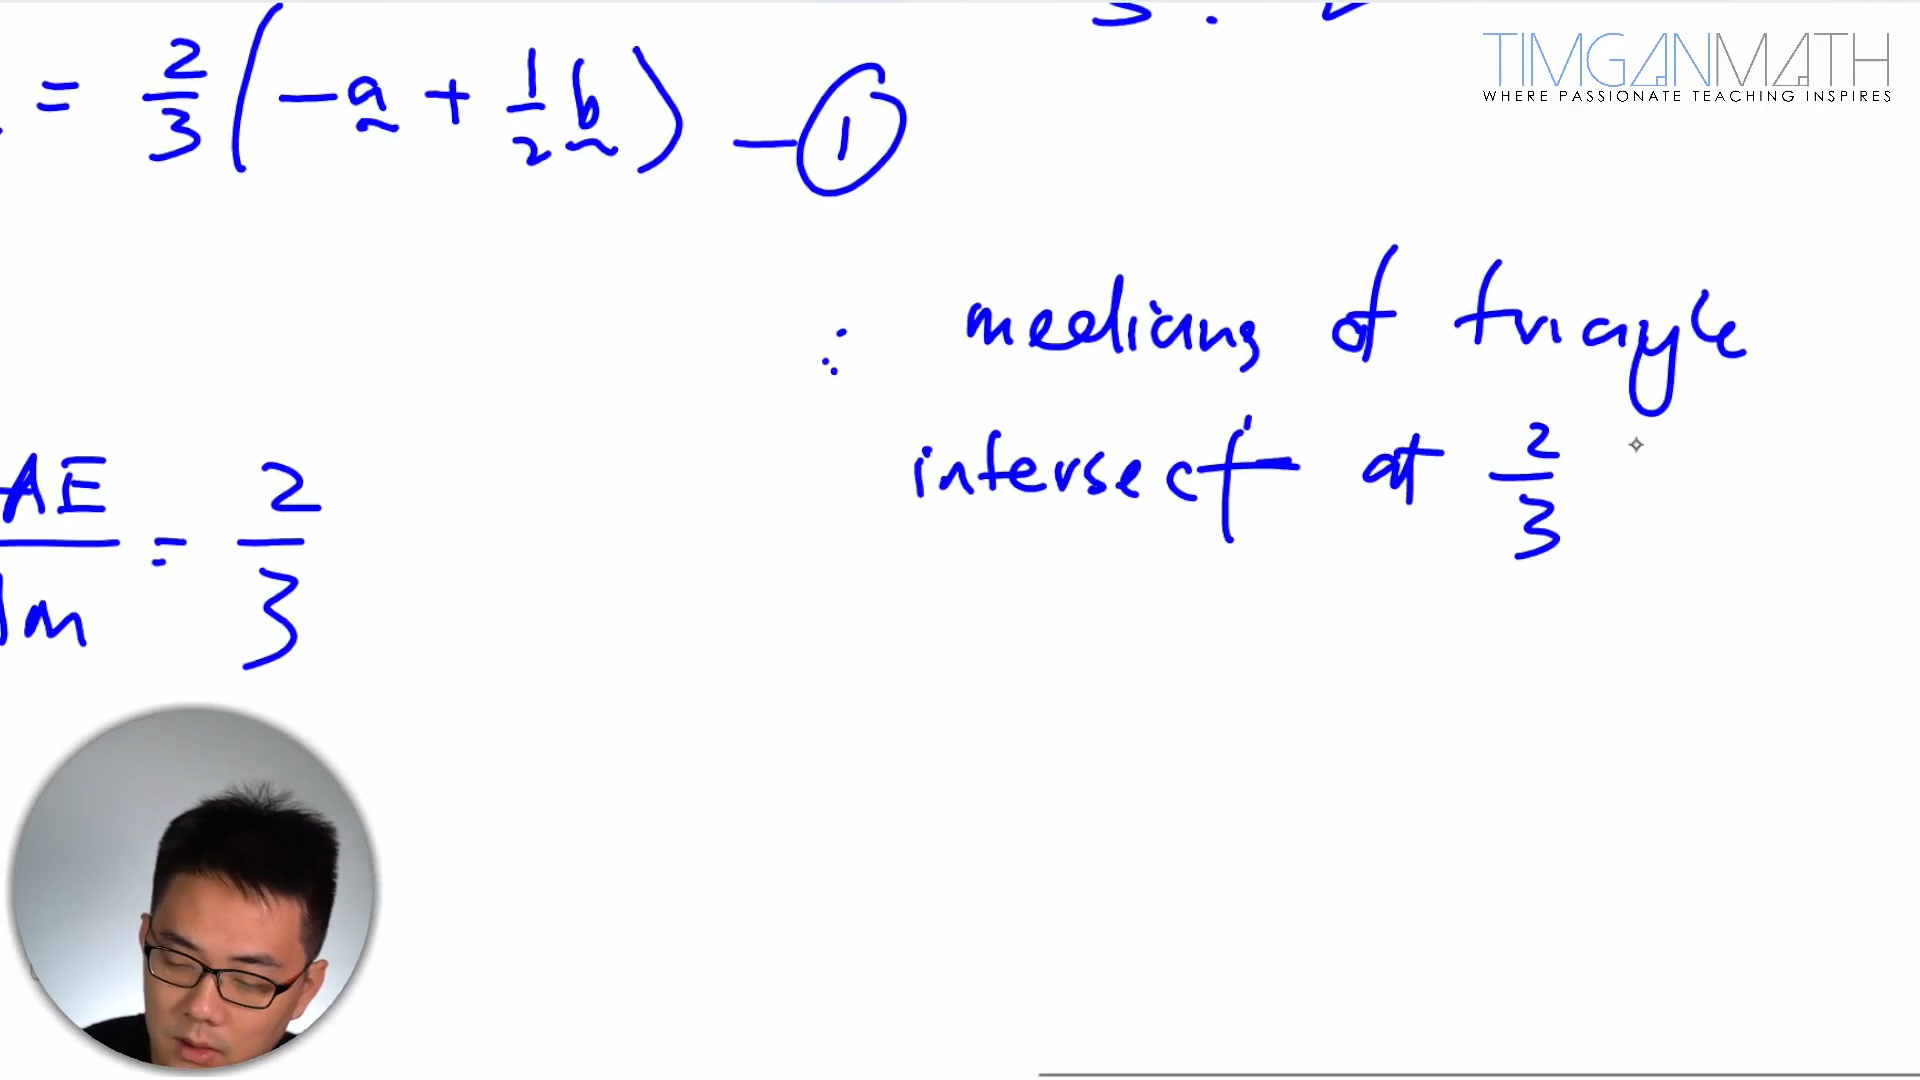 TIMGANMATH
WHERE PASSIONATE TEACHING INSPIRES
= 2/3 (-a + 1/2 b) — ①
∴ medians of triangle
intersect at 2/3
AE/M = 2/3